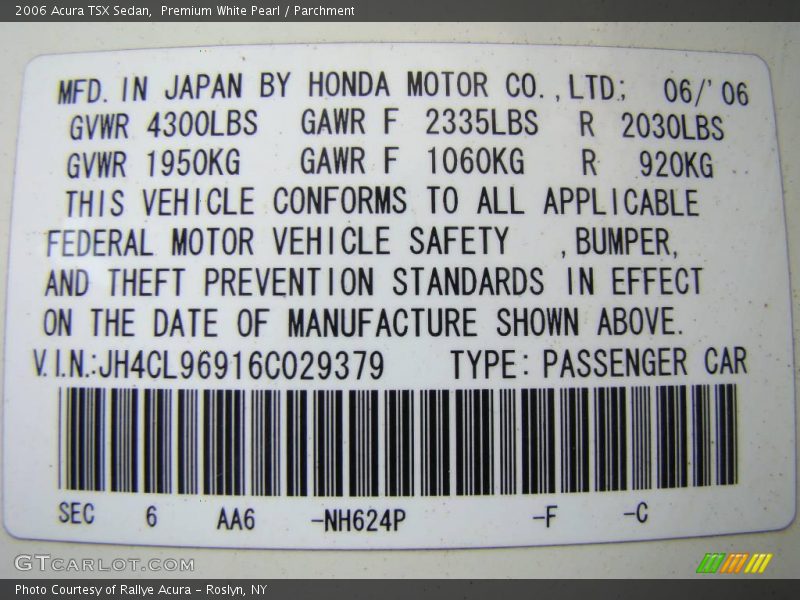 2006 Acura TSX Sedan,  Premium White Pearl / Parchment
MFD. IN JAPAN BY HONDA MOTOR CO.,LTD; 06/'06
GVWR 4300LBS GAWR F 2335LBS R 2030LBS
GVWR 1950KG GAWR F 1060KG R 920KG
THIS VEHICLE CONFORMS TO ALL APPLICABLE
FEDERAL MOTOR VEHICLE SAFETY ,BUMPER,
AND THEFT PREVENTION STANDARDS IN EFFECT
ON THE DATE OF MANUFACTURE SHOWN ABOVE.
V.I.N.:JH4CL96916C029379 TYPE: PASSENGER CAR
SEC 6 AA6 -NH624P -F -C
GTCARLOT.COM
Photo Courtesy of Rallye Acura - Roslyn, NY